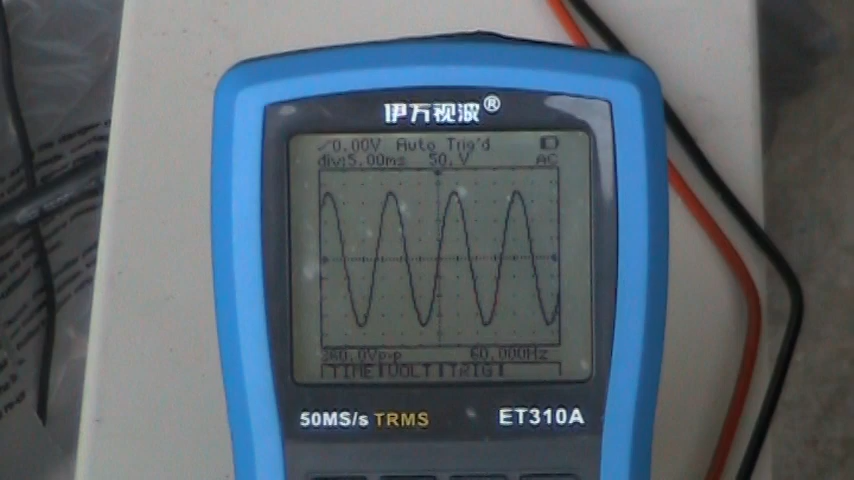 伊万视波®
⟋0.00V Auto Trig'd
div:5.00ms 50.V AC
360.0Vp-p 60.000Hz
TIME VOLT TRIG
50MS/s TRMS ET310A